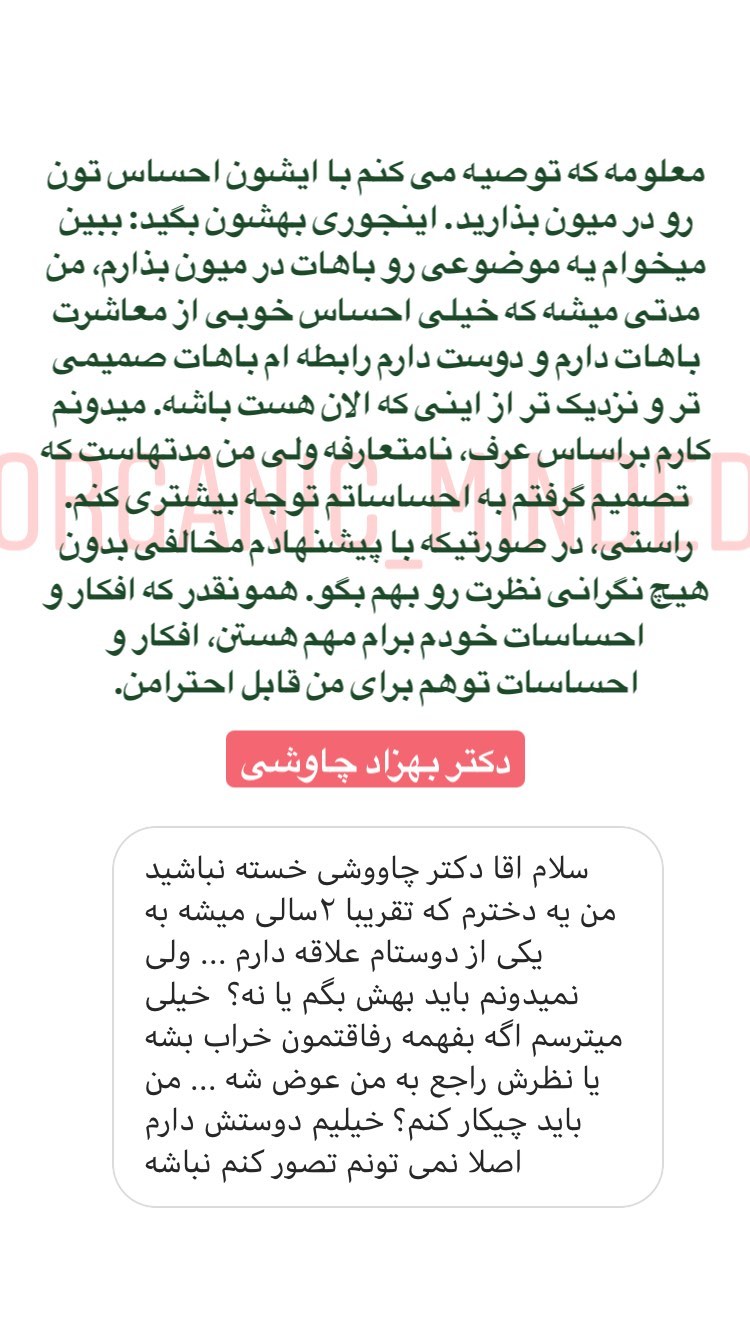 معلومه که توصیه می کنم با ایشون احساس تون
رو در میون بذارید. اینجوری بهشون بگید: ببین
میخوام یه موضوعی رو باهات در میون بذارم، من
مدتی میشه که خیلی احساس خوبی از معاشرت
باهات دارم و دوست دارم رابطه ام باهات صمیمی
تر و نزدیک تر از اینی که الان هست باشه. میدونم
کارم براساس عرف، نامتعارفه ولی من مدتهاست که
تصمیم گرفتم به احساساتم توجه بیشتری کنم.
ORGANIC_MINDED
راستی، در صورتیکه با پیشنهادم مخالفی بدون
هیچ نگرانی نظرت رو بهم بگو. همونقدر که افکار و
احساسات خودم برام مهم هستن، افکار و
احساسات توهم برای من قابل احترامن.
دکتر بهزاد چاوشی
سلام اقا دکتر چاووشی خسته نباشید
من یه دخترم که تقریبا ۲سالی میشه به
یکی از دوستام علاقه دارم ... ولی
نمیدونم باید بهش بگم یا نه؟ خیلی
میترسم اگه بفهمه رفاقتمون خراب بشه
یا نظرش راجع به من عوض شه ... من
باید چیکار کنم؟ خیلیم دوستش دارم
اصلا نمی تونم تصور کنم نباشه